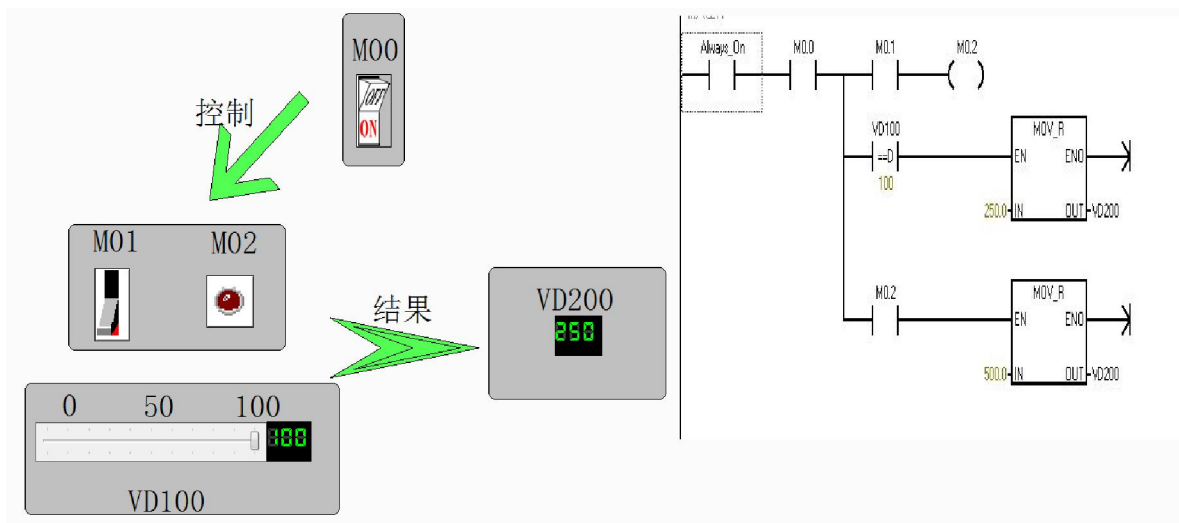 M00
OFF
ON
控制
M01 M02
结果
VD200
250
0 50 100
100
VD100
Always_On M0.0 M0.1 M0.2
VD100
==D
100
MOV_R
EN ENO
250.0 IN OUT VD200
M0.2
MOV_R
EN ENO
500.0 IN OUT VD200